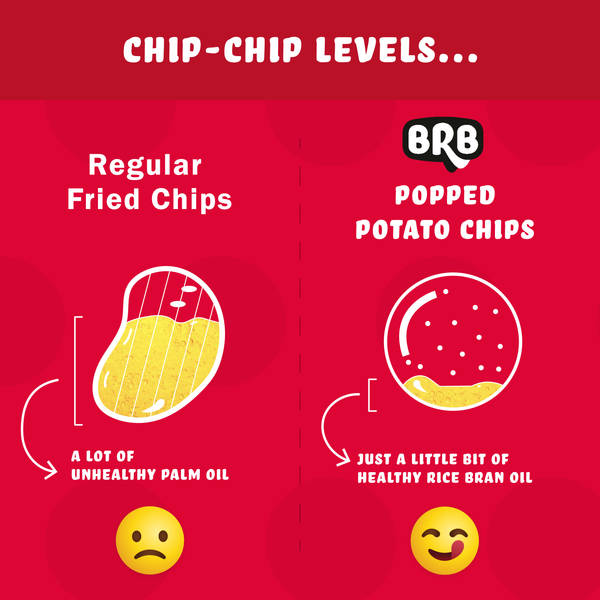 CHIP-CHIP LEVELS...
Regular
Fried Chips
BRB
POPPED
POTATO CHIPS
A LOT OF
UNHEALTHY PALM OIL
JUST A LITTLE BIT OF
HEALTHY RICE BRAN OIL